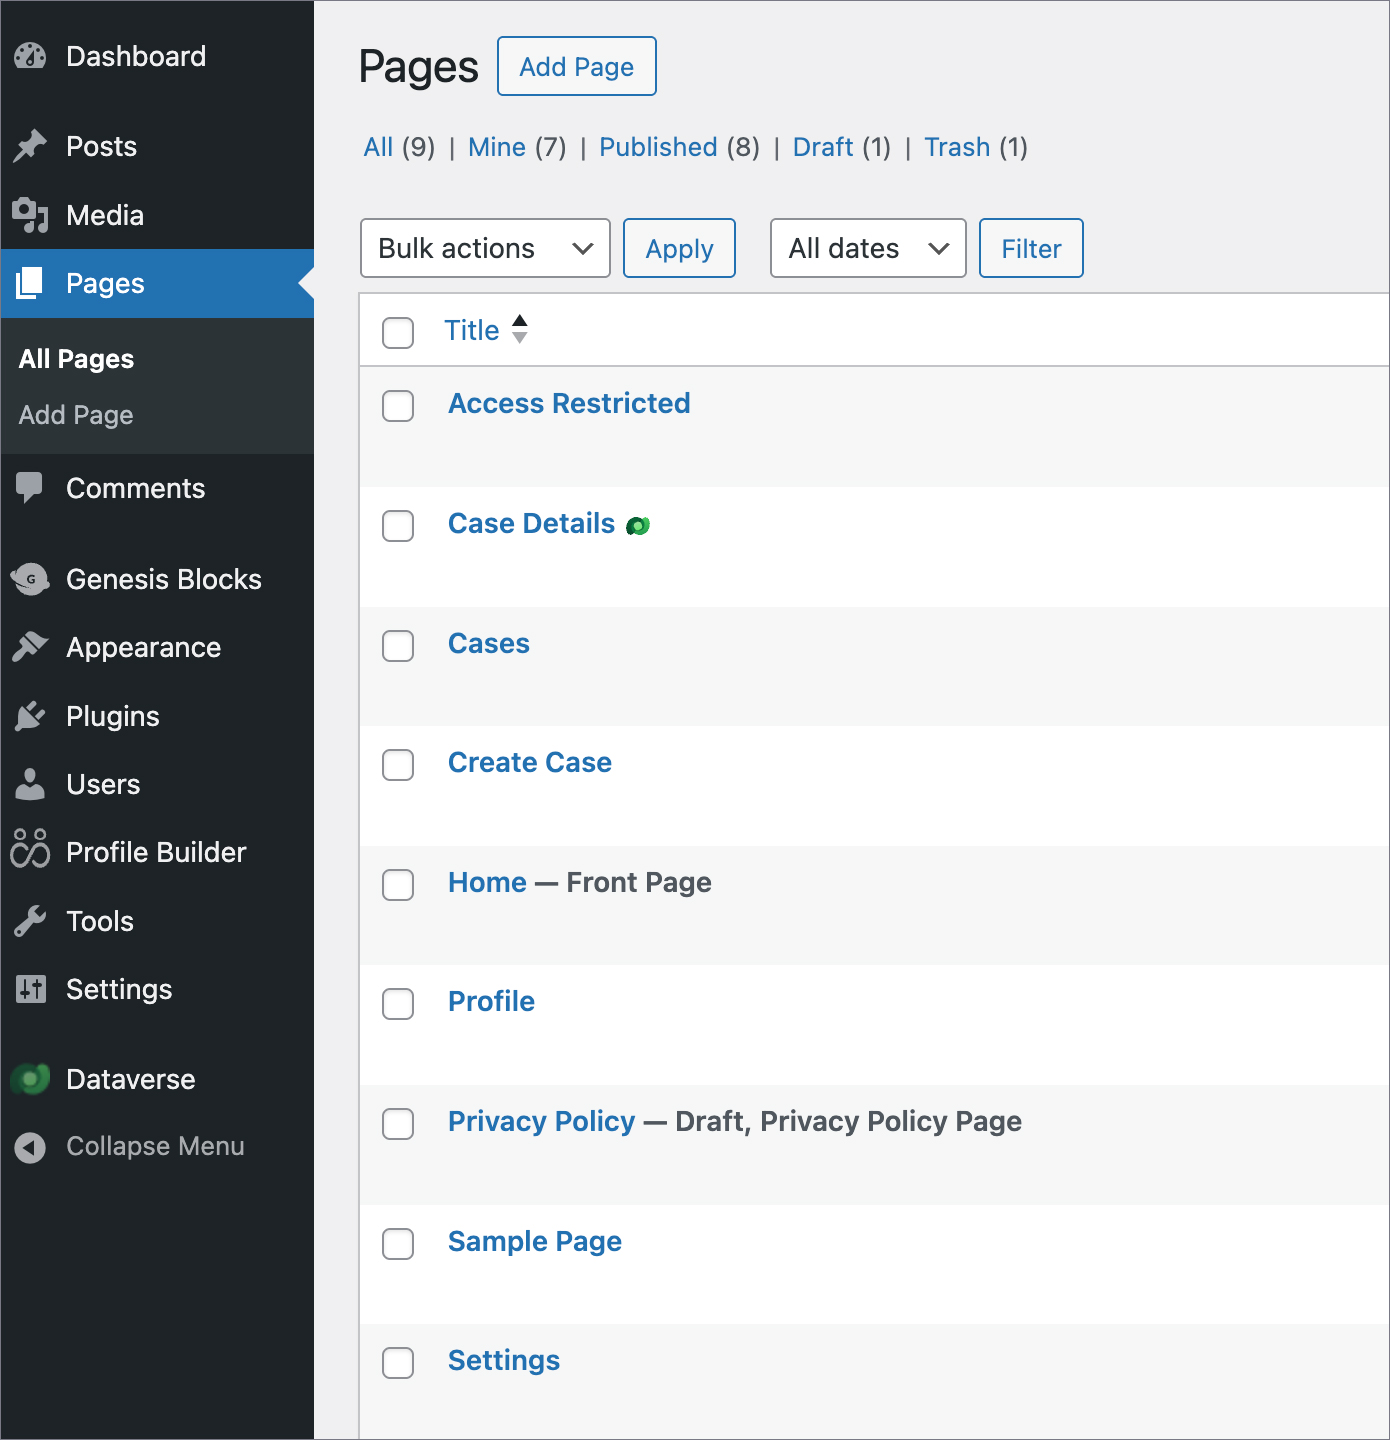 Dashboard
Posts
Media
Pages
All Pages
Add Page
Comments
G
Genesis Blocks
Appearance
Plugins
Users
Profile Builder
Tools
Settings
Dataverse
Collapse Menu
Pages Add Page
All (9) | Mine (7) | Published (8) | Draft (1) | Trash (1)
Bulk actions Apply All dates Filter
Title
Access Restricted
Case Details
Cases
Create Case
Home — Front Page
Profile
Privacy Policy — Draft, Privacy Policy Page
Sample Page
Settings